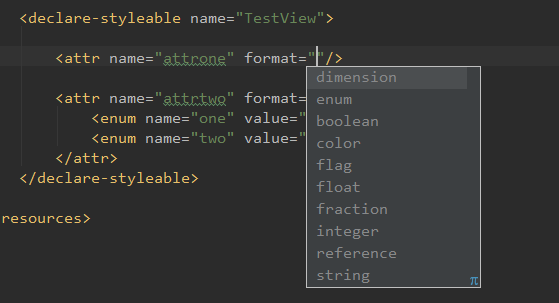 <declare-styleable name="TestView">
<attr name="attrone" format=""/>
<attr name="attrtwo" format=
<enum name="one" value="
<enum name="two" value="
</attr>
</declare-styleable>
resources>
dimension
enum
boolean
color
flag
float
fraction
integer
reference
string
π